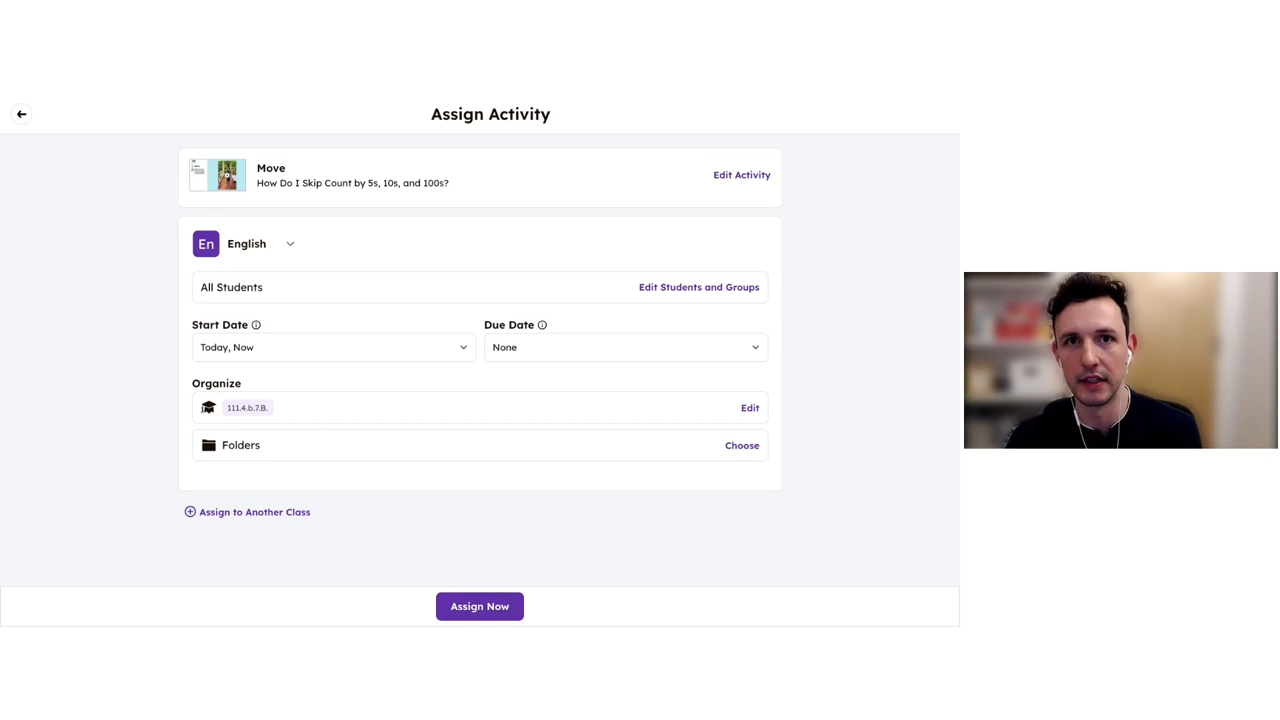 Assign Activity
Move
How Do I Skip Count by 5s, 10s, and 100s?
Edit Activity
En English
All Students
Edit Students and Groups
Start Date
Due Date
Today, Now
None
Organize
111.4.b.7.B.
Edit
Folders
Choose
Assign to Another Class
Assign Now